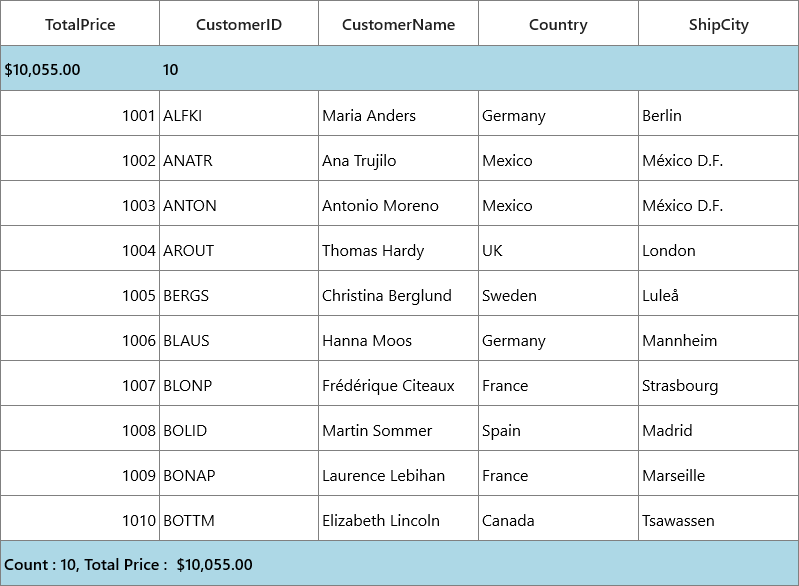 TotalPrice CustomerID CustomerName Country ShipCity
$10,055.00 10
1001 ALFKI Maria Anders Germany Berlin
1002 ANATR Ana Trujilo Mexico México D.F.
1003 ANTON Antonio Moreno Mexico México D.F.
1004 AROUT Thomas Hardy UK London
1005 BERGS Christina Berglund Sweden Luleå
1006 BLAUS Hanna Moos Germany Mannheim
1007 BLONP Frédérique Citeaux France Strasbourg
1008 BOLID Martin Sommer Spain Madrid
1009 BONAP Laurence Lebihan France Marseille
1010 BOTTM Elizabeth Lincoln Canada Tsawassen
Count : 10, Total Price :  $10,055.00